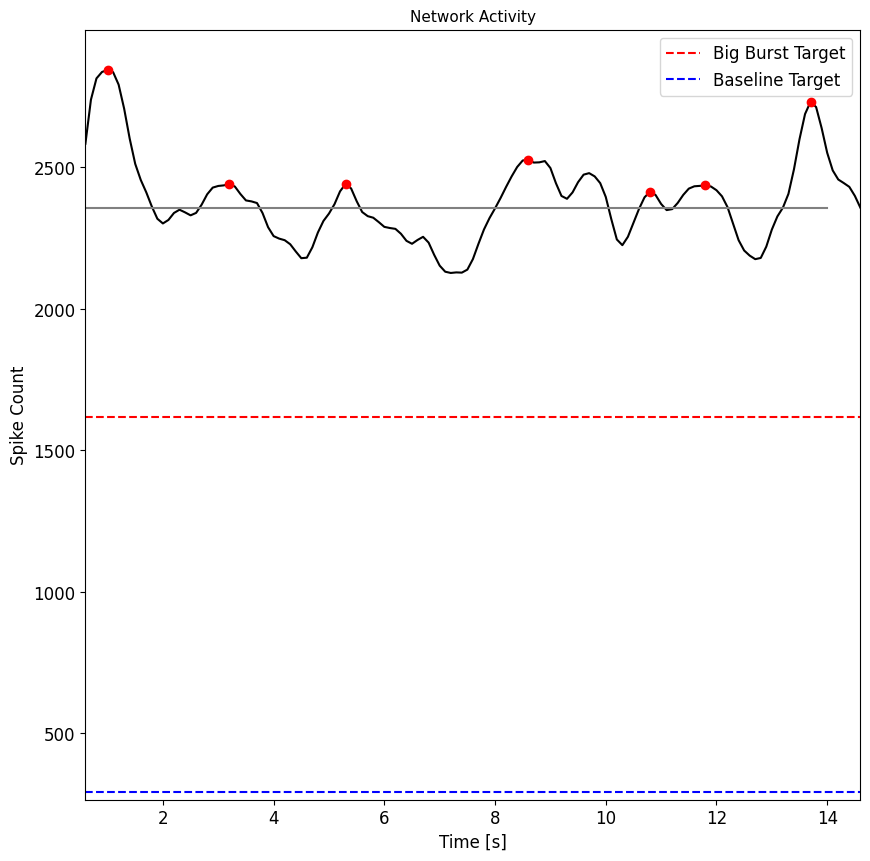 Network Activity
Big Burst Target
Baseline Target
Spike Count
2500
2000
1500
1000
500
2 4 6 8 10 12 14
Time [s]